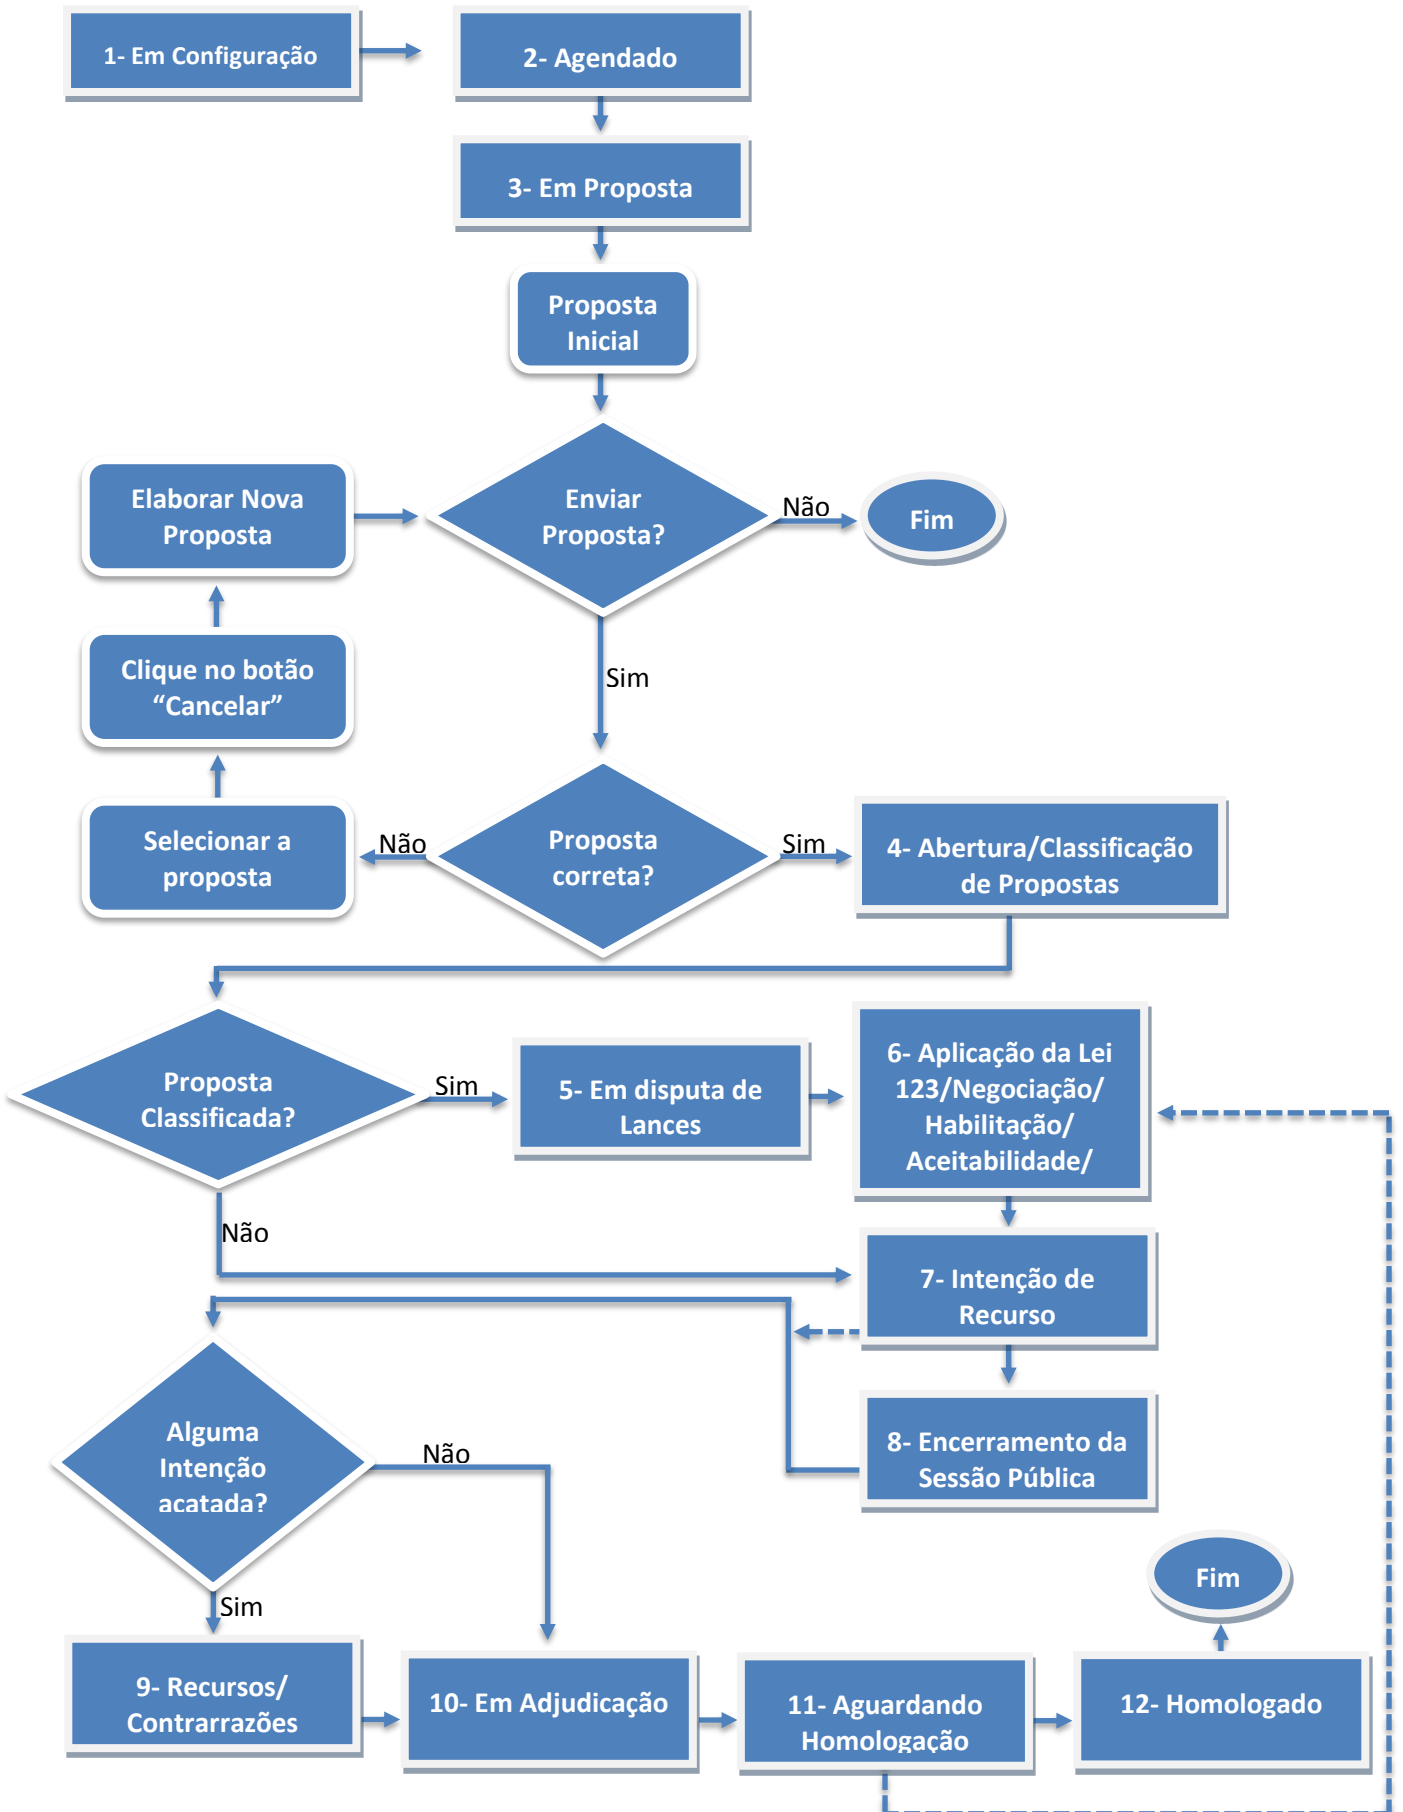 1- Em Configuração
2- Agendado
3- Em Proposta
Proposta
Inicial
Elaborar Nova
Proposta
Enviar
Proposta?
Não
Fim
Clique no botão
“Cancelar”
Sim
Selecionar a
proposta
Não
Proposta
correta?
Sim
4- Abertura/Classificação
de Propostas
Proposta
Classificada?
Sim
5- Em disputa de
Lances
6- Aplicação da Lei
123/Negociação/
Habilitação/
Aceitabilidade/
Não
7- Intenção de
Recurso
Alguma
Intenção
acatada?
Não
8- Encerramento da
Sessão Pública
Sim
Fim
9- Recursos/
Contrarrazões
10- Em Adjudicação
11- Aguardando
Homologação
12- Homologado